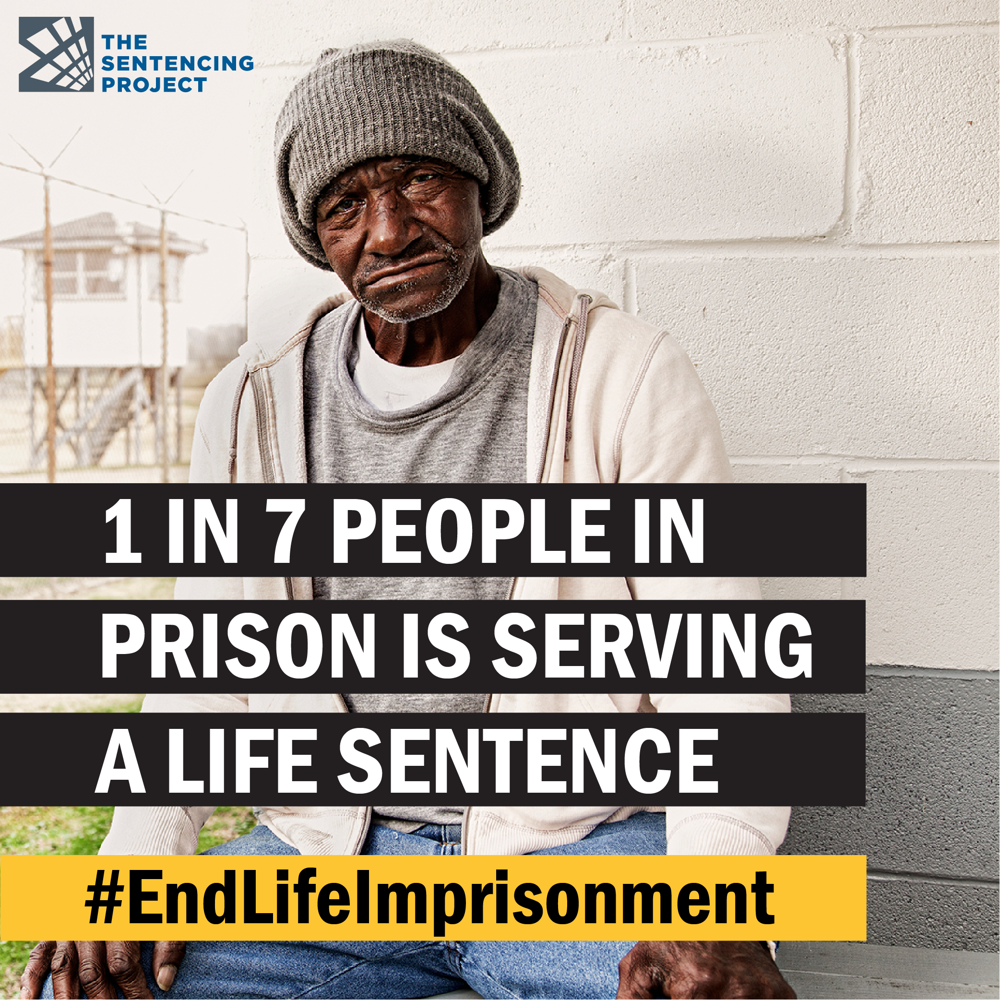 THE
SENTENCING
PROJECT
1 IN 7 PEOPLE IN
PRISON IS SERVING
A LIFE SENTENCE
#EndLifeImprisonment